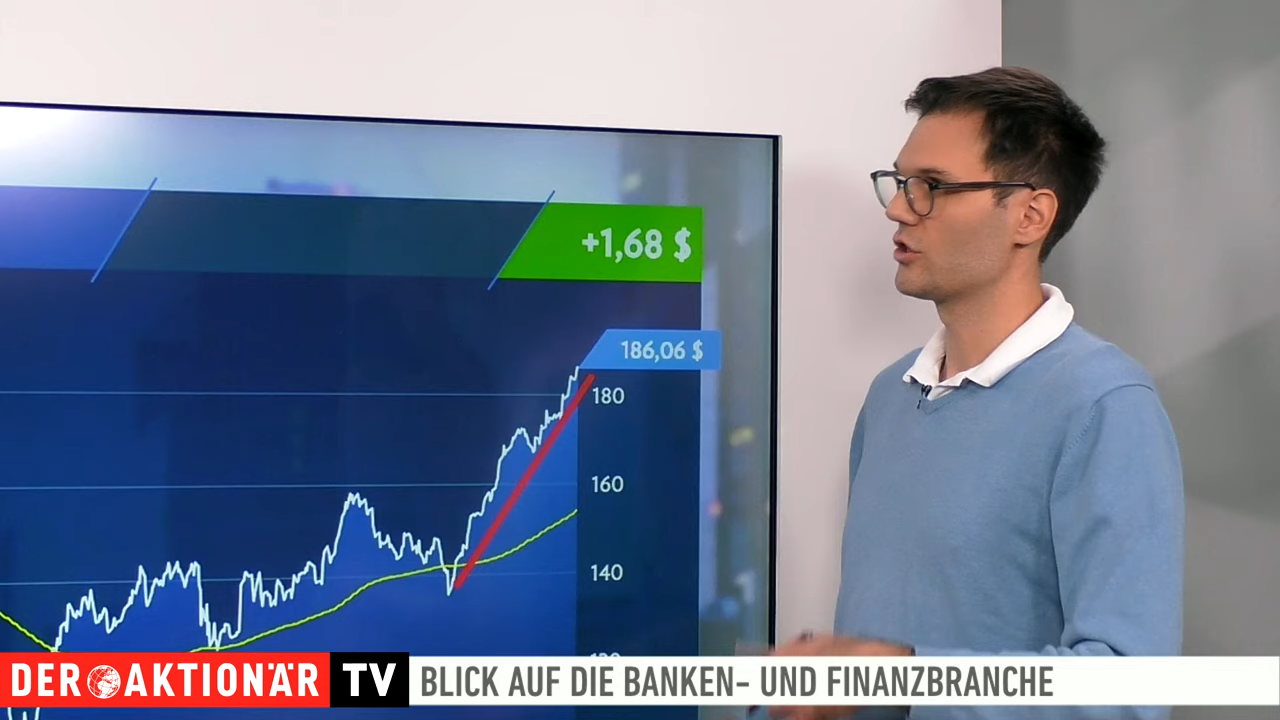 +1,68 $
186,06 $
180
160
140
DER AKTIONÄR TV
BLICK AUF DIE BANKEN- UND FINANZBRANCHE